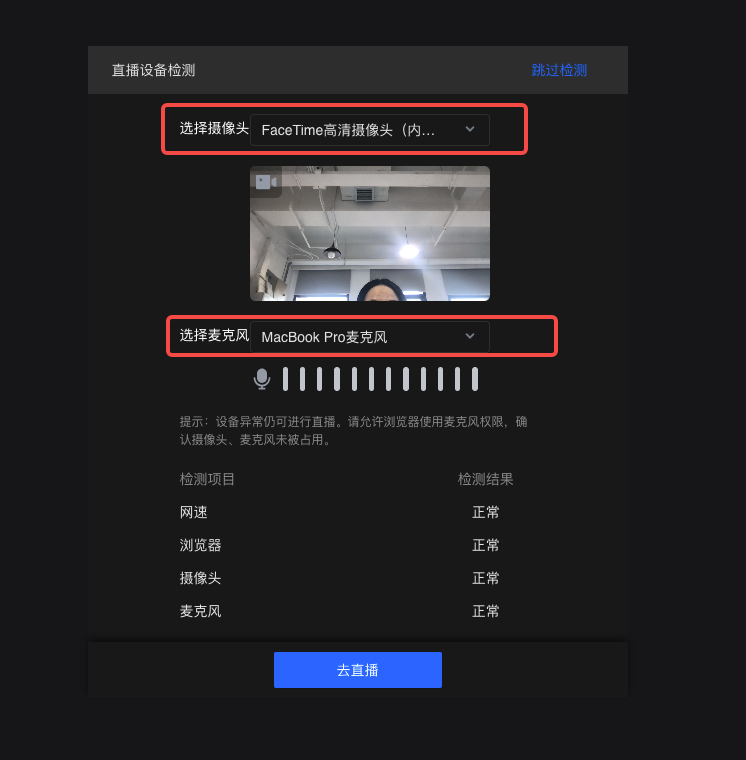 直播设备检测
跳过检测
选择摄像头
FaceTime高清摄像头（内…
选择麦克风
MacBook Pro麦克风
提示：设备异常仍可进行直播。请允许浏览器使用麦克风权限，确
认摄像头、麦克风未被占用。
检测项目 检测结果
网速 正常
浏览器 正常
摄像头 正常
麦克风 正常
去直播